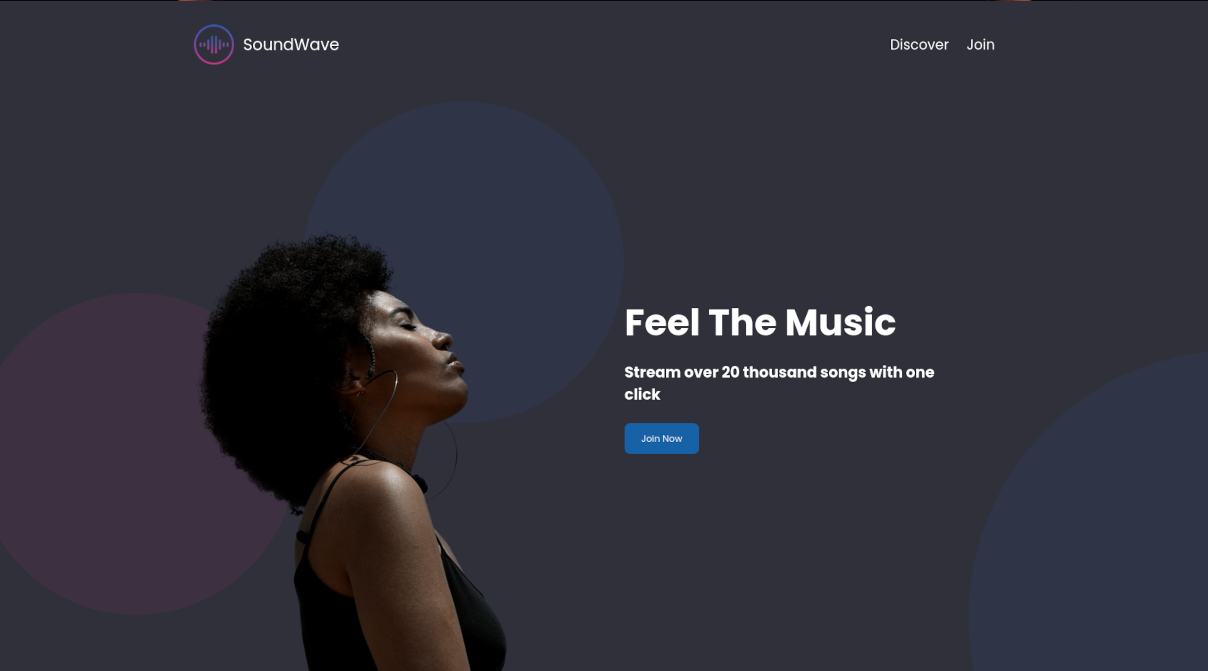 SoundWave
Discover
Join
Feel The Music
Stream over 20 thousand songs with one
click
Join Now